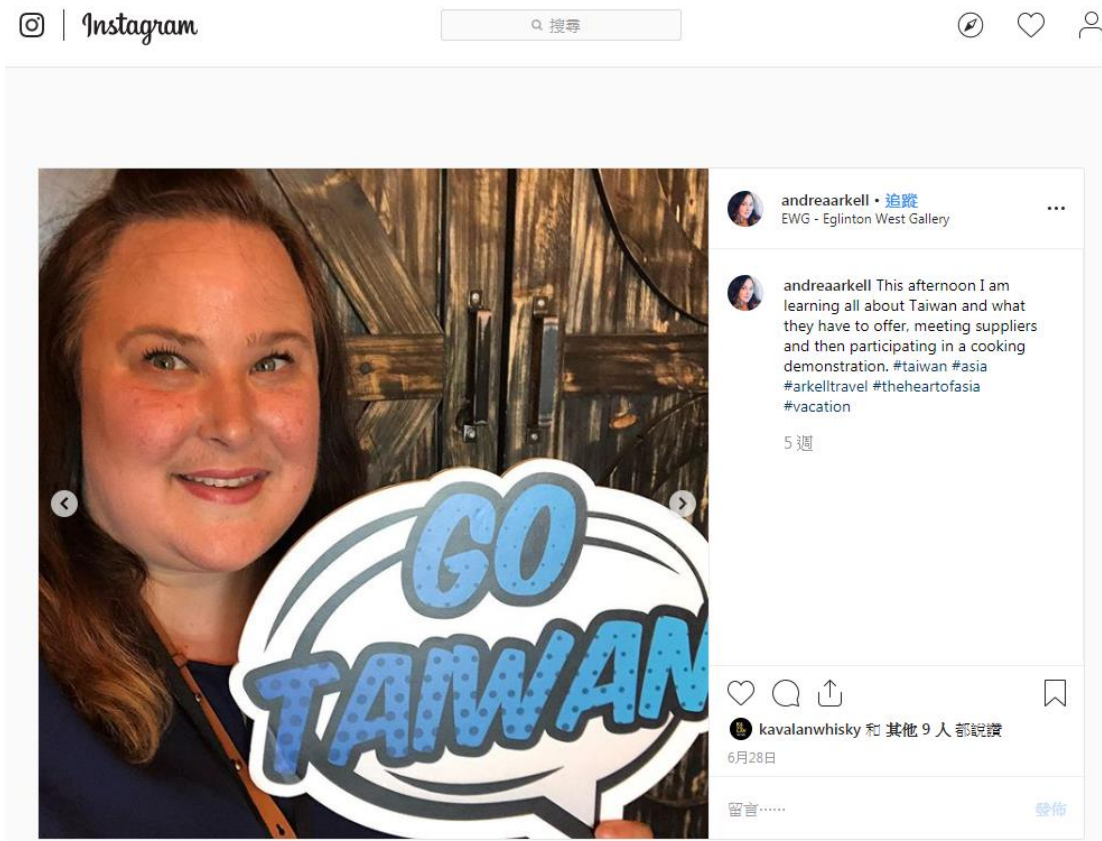 Instagram
搜尋
andreaarkell • 追蹤
EWG - Eglinton West Gallery
andreaarkell This afternoon I am
learning all about Taiwan and what
they have to offer, meeting suppliers
and then participating in a cooking
demonstration. #taiwan #asia
#arkelltravel #theheartofasia
#vacation
5 週
GO
TAIWAN
kavalanwhisky 和 其他 9 人 都說讚
6月28日
留言……
發佈